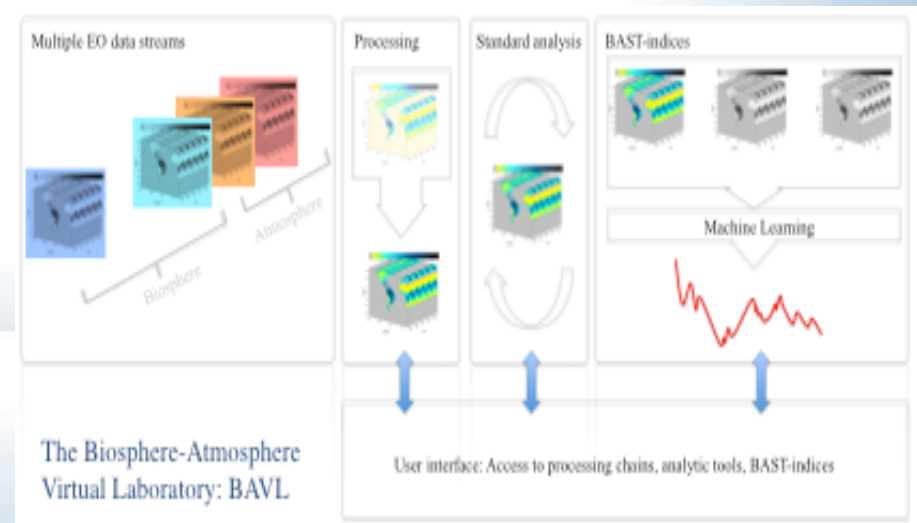 Multiple EO data streams
Processing
Standard analysis
BAST-indices
Atmosphere
Biosphere
Machine Learning
The Biosphere-Atmosphere
Virtual Laboratory: BAVL
User interface: Access to processing chains, analytic tools, BAST-indices